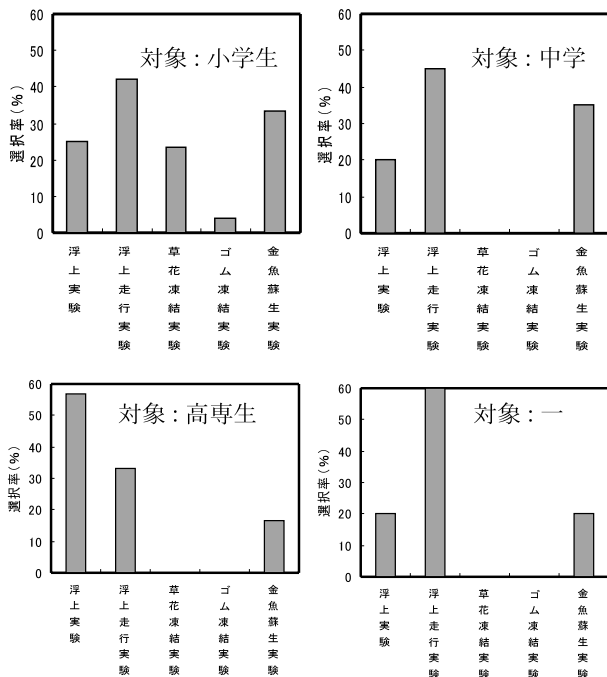 対象：小学生
選択率(%)
60
50
40
30
20
10
0
浮上実験
浮上走行実験
草花凍結実験
ゴム凍結実験
金魚蘇生実験
対象：中学
選択率(%)
60
50
40
30
20
10
0
浮上実験
浮上走行実験
草花凍結実験
ゴム凍結実験
金魚蘇生実験
対象：高専生
選択率(%)
60
50
40
30
20
10
0
浮上実験
浮上走行実験
草花凍結実験
ゴム凍結実験
金魚蘇生実験
対象：一
選択率(%)
60
50
40
30
20
10
0
浮上実験
浮上走行実験
草花凍結実験
ゴム凍結実験
金魚蘇生実験